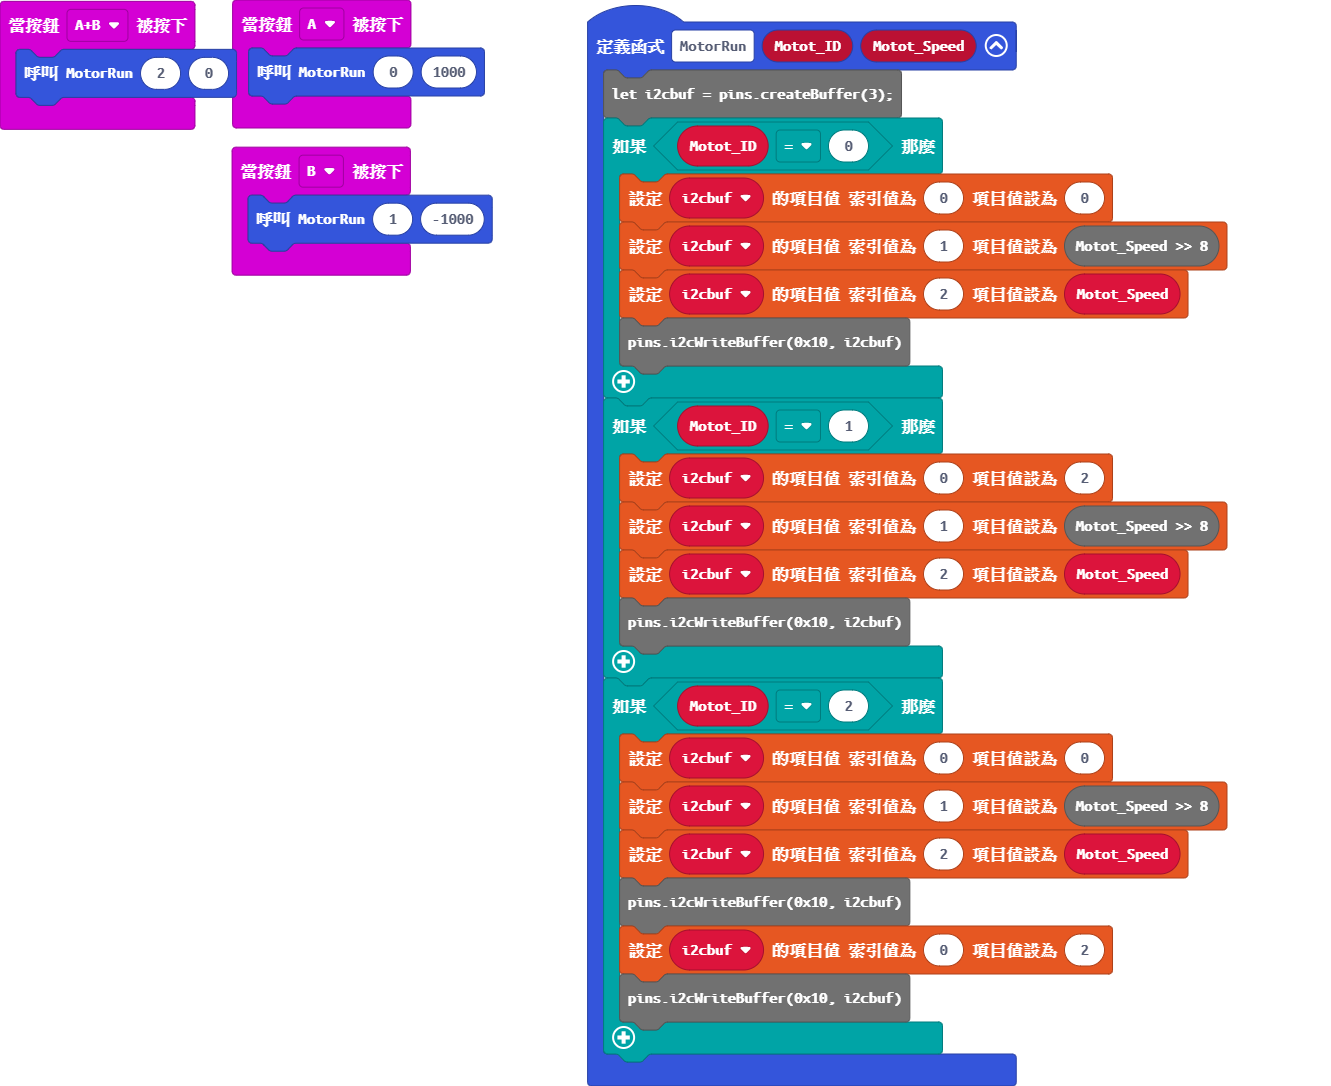 當按鈕 A+B 被按下
呼叫 MotorRun 2 0
當按鈕 A 被按下
呼叫 MotorRun 0 1000
當按鈕 B 被按下
呼叫 MotorRun 1 -1000
定義函式 MotorRun Motot_ID Motot_Speed
let i2cbuf = pins.createBuffer(3);
如果 Motot_ID = 0 那麼
設定 i2cbuf 的項目值 索引值為 0 項目值設為 0
設定 i2cbuf 的項目值 索引值為 1 項目值設為 Motot_Speed >> 8
設定 i2cbuf 的項目值 索引值為 2 項目值設為 Motot_Speed
pins.i2cWriteBuffer(0x10, i2cbuf)
如果 Motot_ID = 1 那麼
設定 i2cbuf 的項目值 索引值為 0 項目值設為 2
設定 i2cbuf 的項目值 索引值為 1 項目值設為 Motot_Speed >> 8
設定 i2cbuf 的項目值 索引值為 2 項目值設為 Motot_Speed
pins.i2cWriteBuffer(0x10, i2cbuf)
如果 Motot_ID = 2 那麼
設定 i2cbuf 的項目值 索引值為 0 項目值設為 0
設定 i2cbuf 的項目值 索引值為 1 項目值設為 Motot_Speed >> 8
設定 i2cbuf 的項目值 索引值為 2 項目值設為 Motot_Speed
pins.i2cWriteBuffer(0x10, i2cbuf)
設定 i2cbuf 的項目值 索引值為 0 項目值設為 2
pins.i2cWriteBuffer(0x10, i2cbuf)